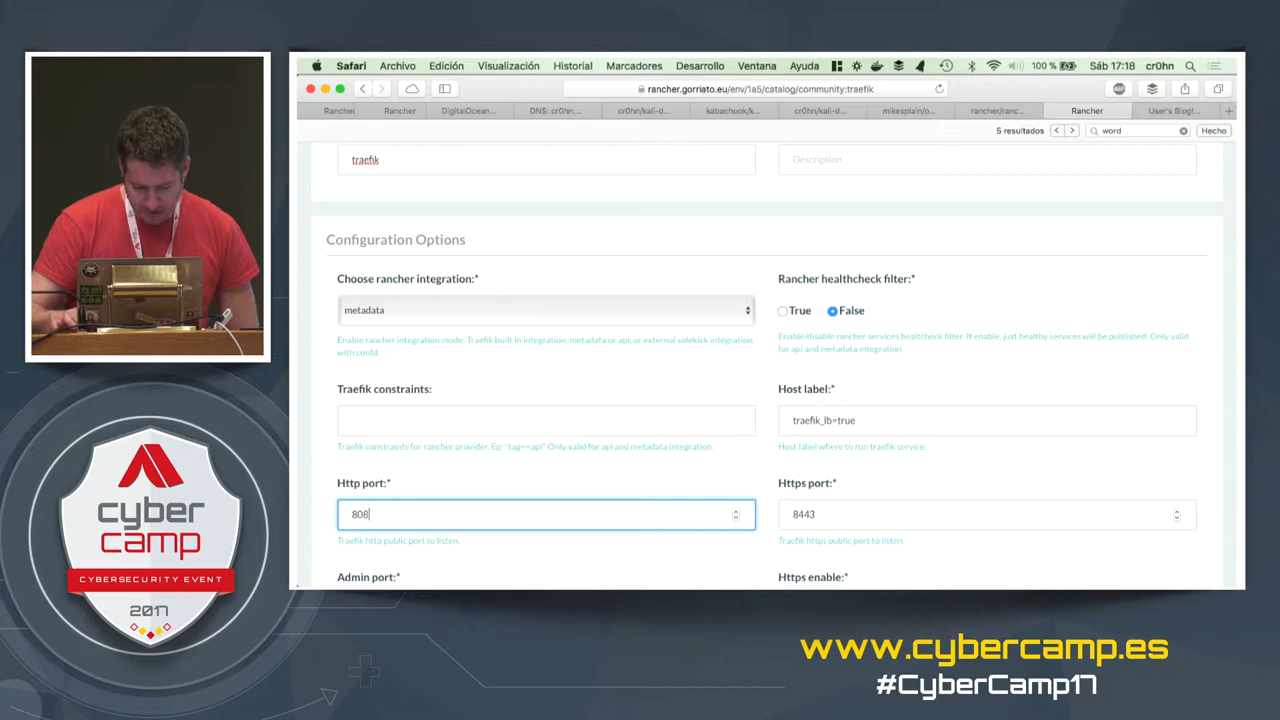 Safari Archivo Edición Visualización Historial Marcadores Desarrollo Ventana Ayuda 100 % Sáb 17:18 cr0hn
rancher.gorriato.eu/env/1a5/catalog/community:traefik
Rancher Rancher DigitalOcean... DNS: cr0hn... cr0hn/kali-d... kabachook/k... cr0hn/kali-d... mikesplain/o... rancher/ranc... Rancher User's Blog!...
5 resultados word Hecho
traefik Description
Configuration Options
Choose rancher integration:* Rancher healthcheck filter:*
metadata True False
Enable rancher integration mode. Traefik built in integration, metadata or api, or external sidekick integration
with confd.
Enable/disable rancher services healtcheck filter. If enable, just healthy services will be published. Only valid
for api and metadata integration.
Traefik constraints: Host label:*
traefik_lb=true
Traefik constraints for rancher provider. Eg: "tag==api" Only valid for api and metadata integration. Host label where to run traefik service.
Http port:* Https port:*
808 8443
Traefik http public port to listen. Traefik https public port to listen.
Admin port:* Https enable:*
cyber
camp
CYBERSECURITY EVENT
2017
www.cybercamp.es
#CyberCamp17